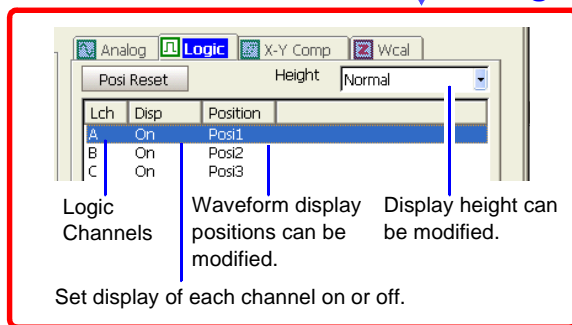 Analog Logic X-Y Comp Wcal
Posi Reset Height Normal
Lch Disp Position
A On Posi1
B On Posi2
C On Posi3
Logic Channels
Waveform display positions can be modified.
Display height can be modified.
Set display of each channel on or off.